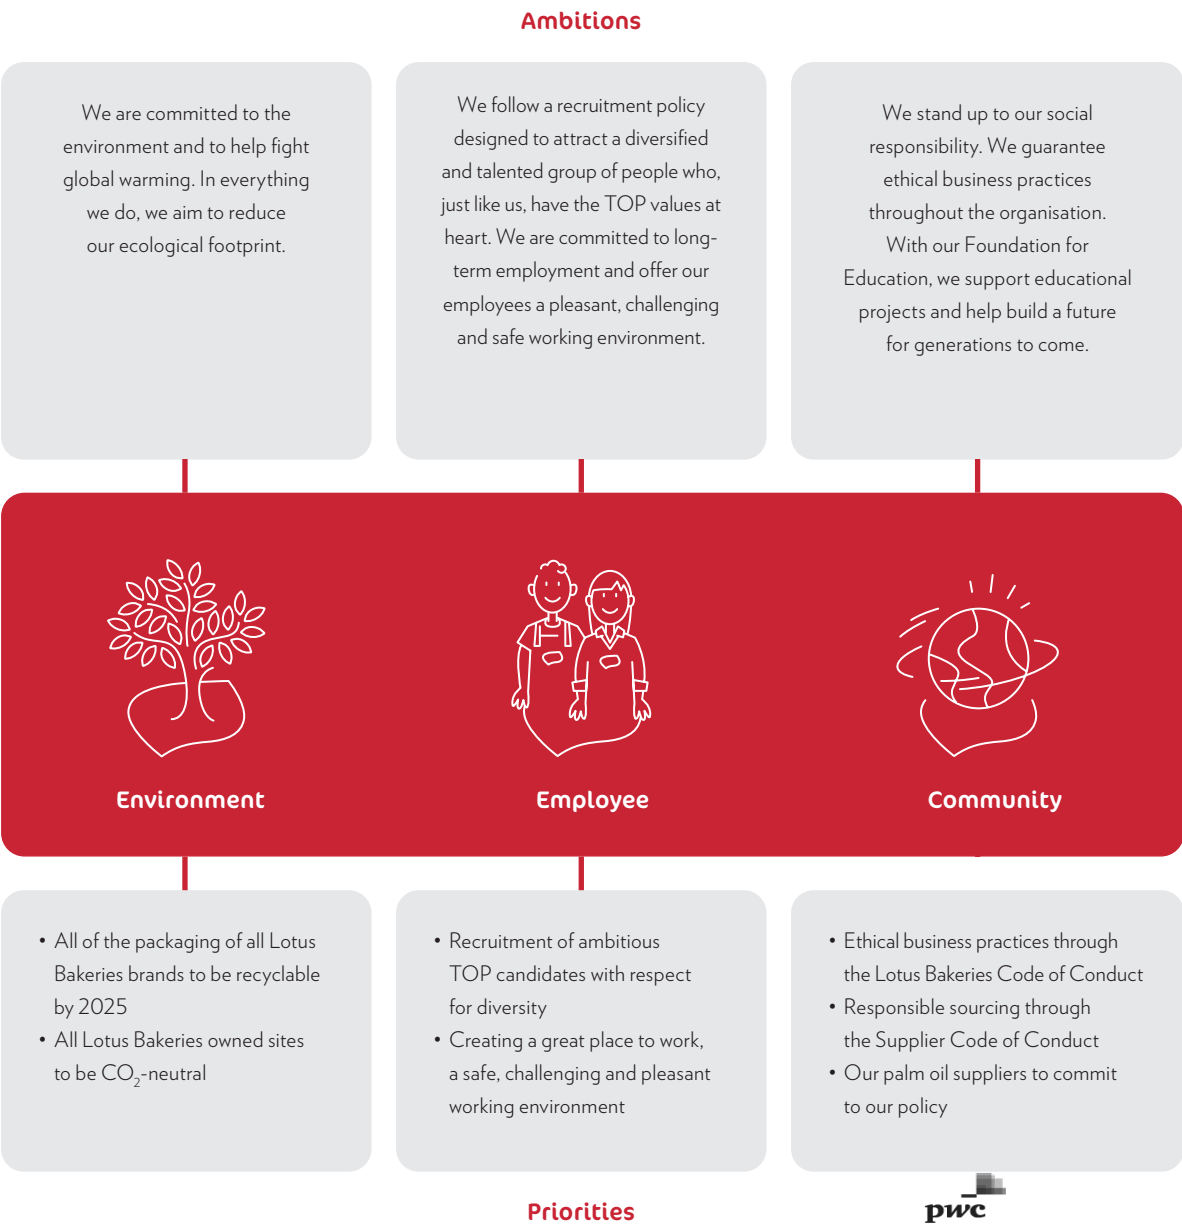 Ambitions
We are committed to the
environment and to help fight
global warming. In everything
we do, we aim to reduce
our ecological footprint.
We follow a recruitment policy
designed to attract a diversified
and talented group of people who,
just like us, have the TOP values at
heart. We are committed to long-
term employment and offer our
employees a pleasant, challenging
and safe working environment.
We stand up to our social
responsibility. We guarantee
ethical business practices
throughout the organisation.
With our Foundation for
Education, we support educational
projects and help build a future
for generations to come.
Environment
Employee
Community
• All of the packaging of all Lotus
Bakeries brands to be recyclable
by 2025
• All Lotus Bakeries owned sites
to be CO₂-neutral
• Recruitment of ambitious
TOP candidates with respect
for diversity
• Creating a great place to work,
a safe, challenging and pleasant
working environment
• Ethical business practices through
the Lotus Bakeries Code of Conduct
• Responsible sourcing through
the Supplier Code of Conduct
• Our palm oil suppliers to commit
to our policy
Priorities
pwc